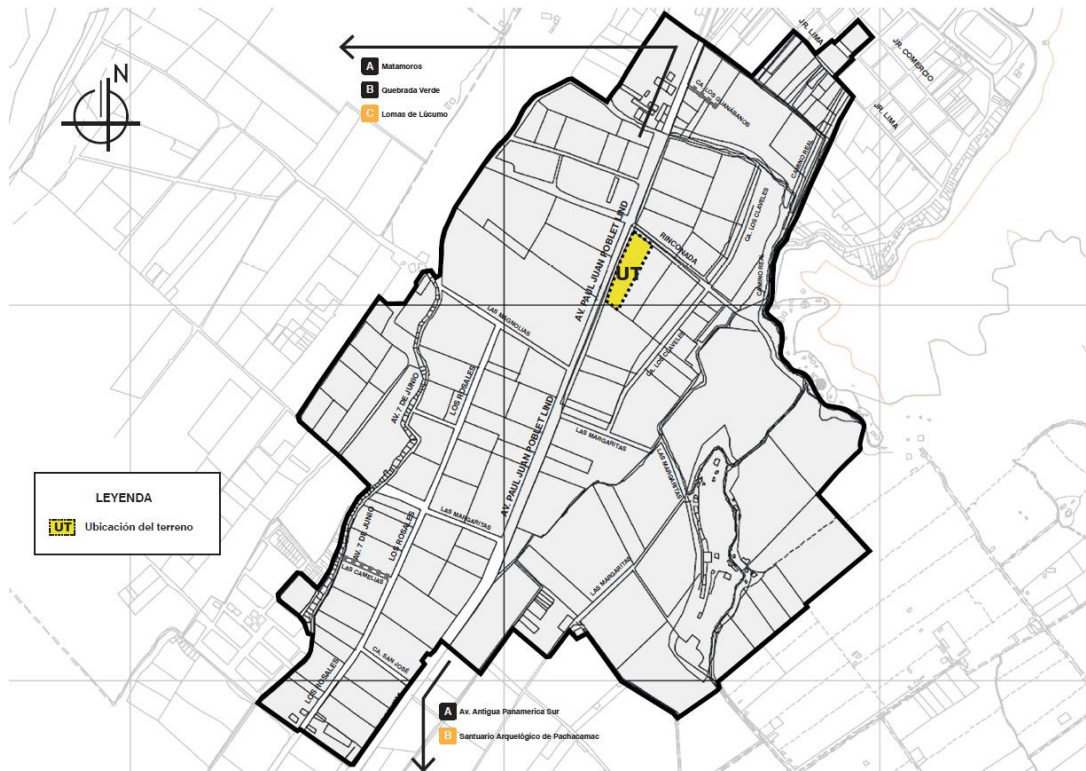 N
A Matamoros
B Quebrada Verde
C Lomas de Lúcumo
JR. LIMA
JR. COMERCIO
JR. LIMA
CA. LOS GUANÁBANOS
CAMINO REAL
CA. LOS CLAVELES
RINCONADA
AV. PAUL JUAN POBLET LIND
UT
CAMINO REAL
LAS MAGNOLIAS
CA. LOS CLAVELE
LOS ROSALES
AV. 7 DE JUNIO
AV. PAUL JUAN POBLET LIND
LAS MARGARITAS
LAS MARGARITAS
LEYENDA
UT Ubicación del terreno
LAS MARGARITAS
AV. 7 DE JUNIO
LOS ROSALES
LAS CAMELIAS
LAS MARGARITAS
CA. SAN JOSÉ
LOS ROSALES
A Av. Antigua Panamerica Sur
B Santuario Arquelógico de Pachacamac